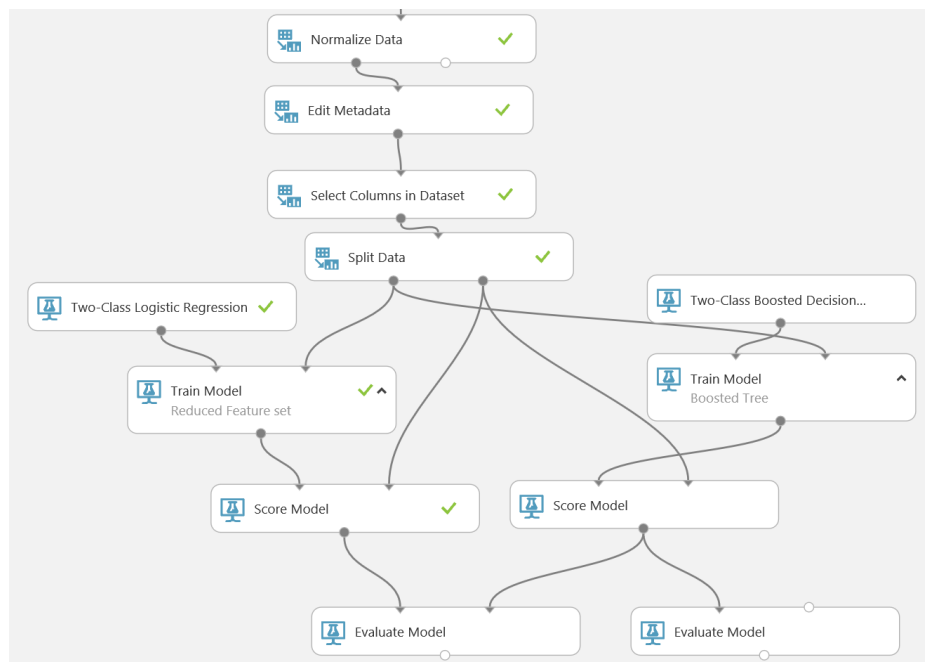 Normalize Data
Edit Metadata
Select Columns in Dataset
Split Data
Two-Class Logistic Regression
Two-Class Boosted Decision...
Train Model
Reduced Feature set
Train Model
Boosted Tree
Score Model
Score Model
Evaluate Model
Evaluate Model